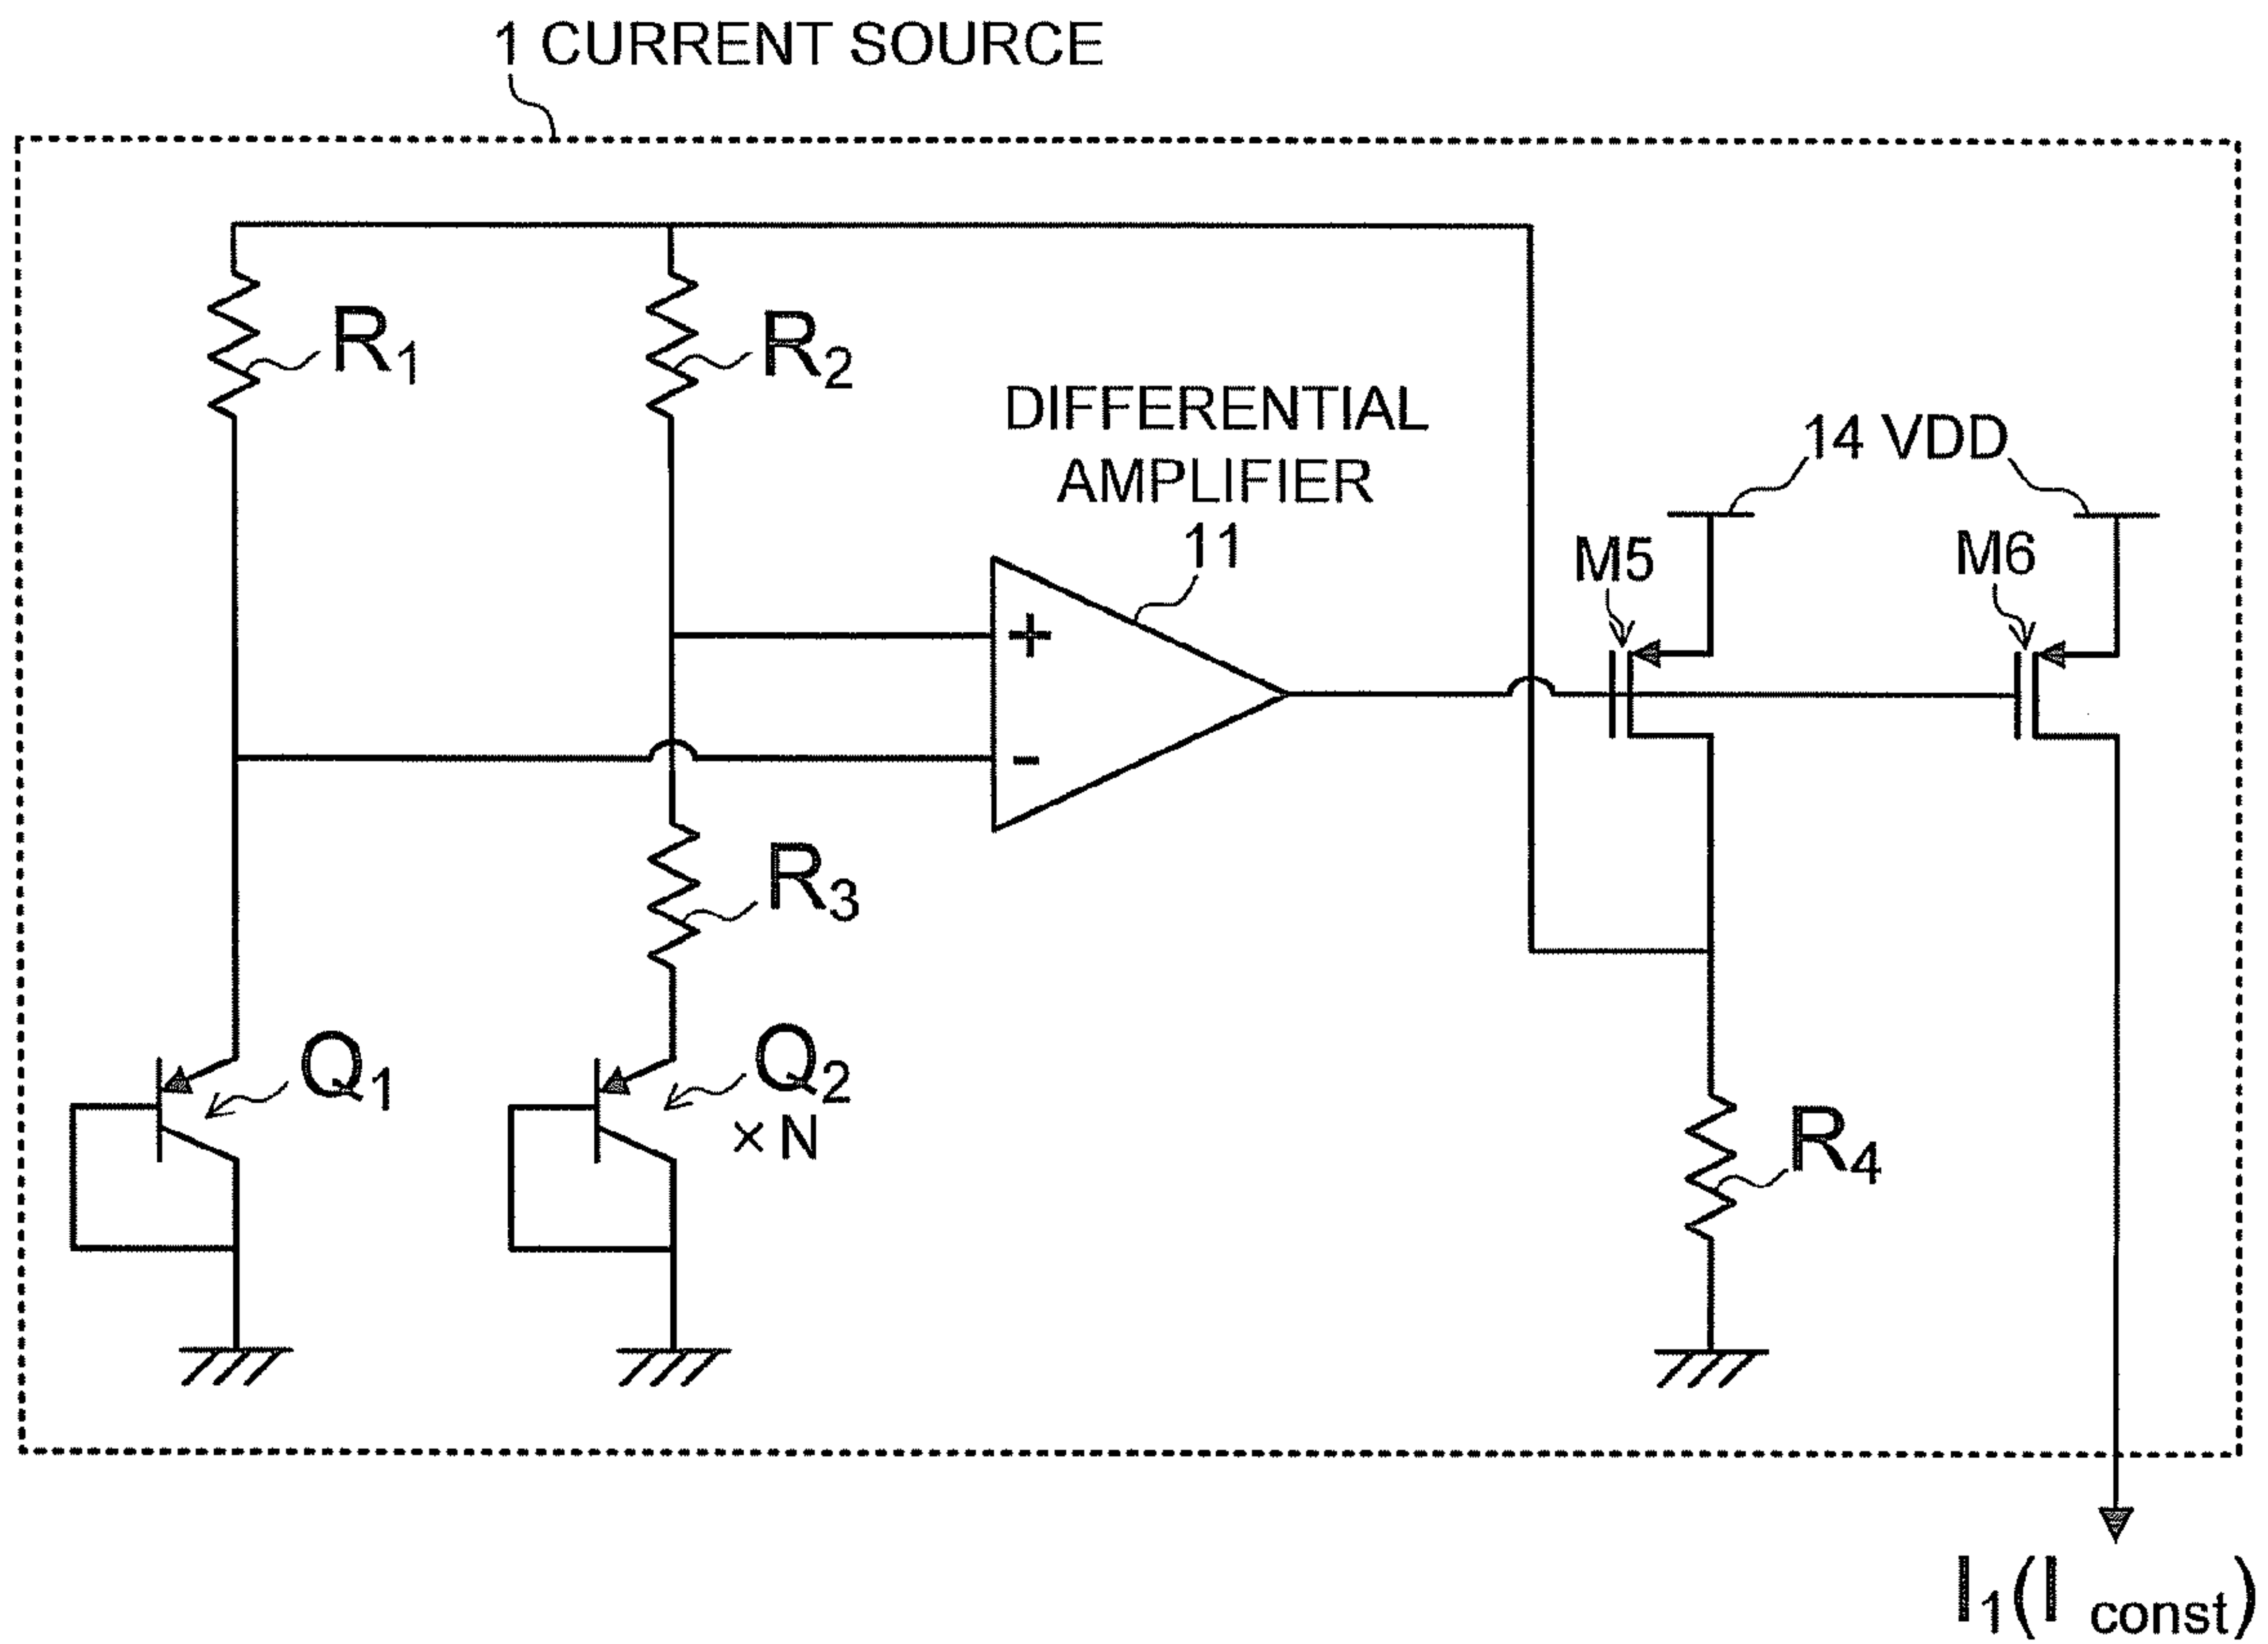 1 CURRENT SOURCE
R1
R2
DIFFERENTIAL
AMPLIFIER
11
14 VDD
M5
M6
+
-
R3
Q1
Q2
× N
R4
I1(I const)